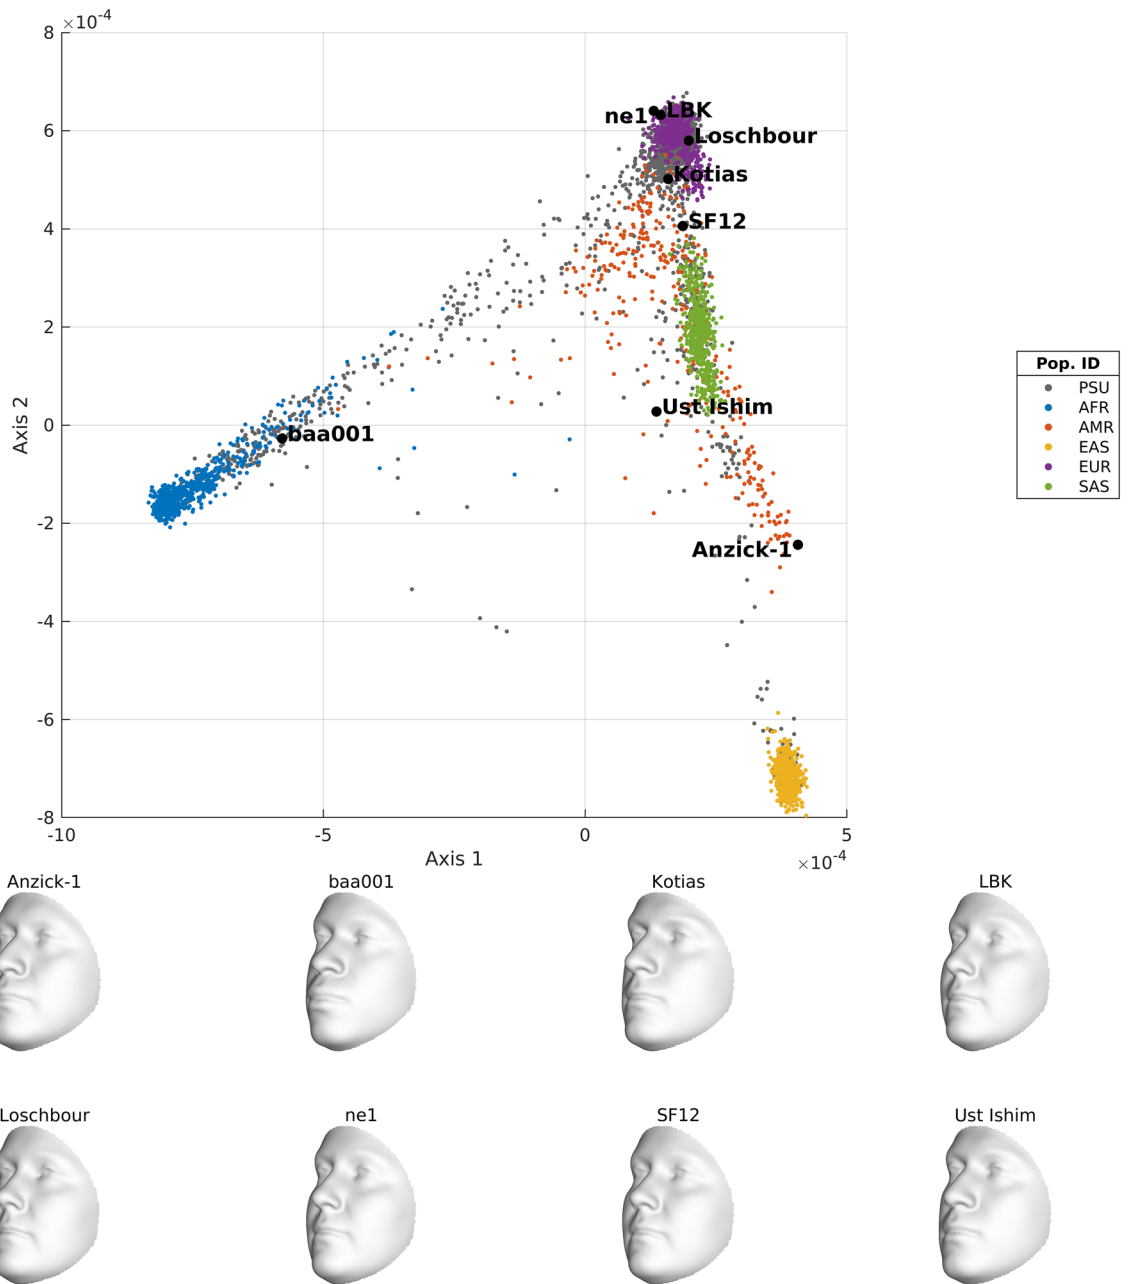 ×10-4
8
6
4
2
0
-2
-4
-6
-8
Axis 2
ne1
LBK
Loschbour
Kotias
SF12
Ust Ishim
baa001
Anzick-1
-10
-5
0
5
Axis 1
×10-4
Pop. ID
PSU
AFR
AMR
EAS
EUR
SAS
Anzick-1
baa001
Kotias
LBK
Loschbour
ne1
SF12
Ust Ishim